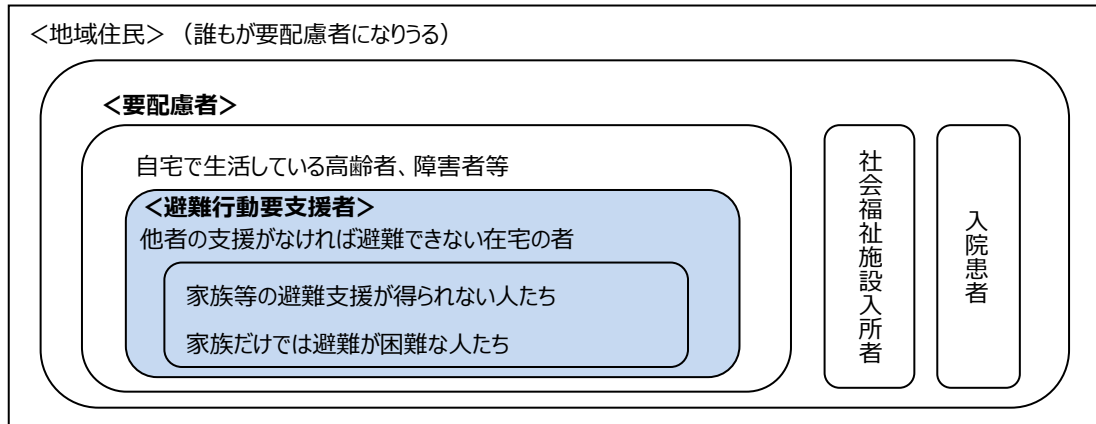 <地域住民>（誰もが要配慮者になりうる）
<要配慮者>
自宅で生活している高齢者、障害者等
<避難行動要支援者>
他者の支援がなければ避難できない在宅の者
家族等の避難支援が得られない人たち
家族だけでは避難が困難な人たち
社会福祉施設入所者
入院患者